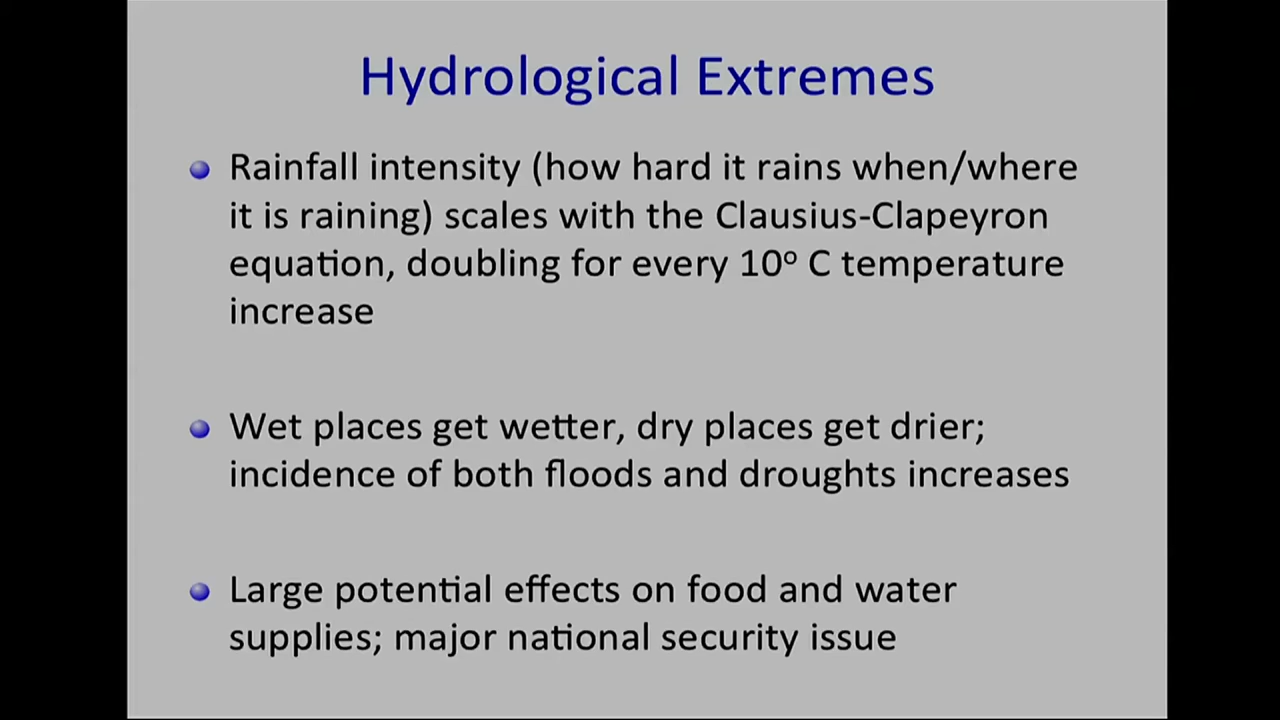 Hydrological Extremes
Rainfall intensity (how hard it rains when/where
it is raining) scales with the Clausius-Clapeyron
equation, doubling for every 10º C temperature
increase
Wet places get wetter, dry places get drier;
incidence of both floods and droughts increases
Large potential effects on food and water
supplies; major national security issue